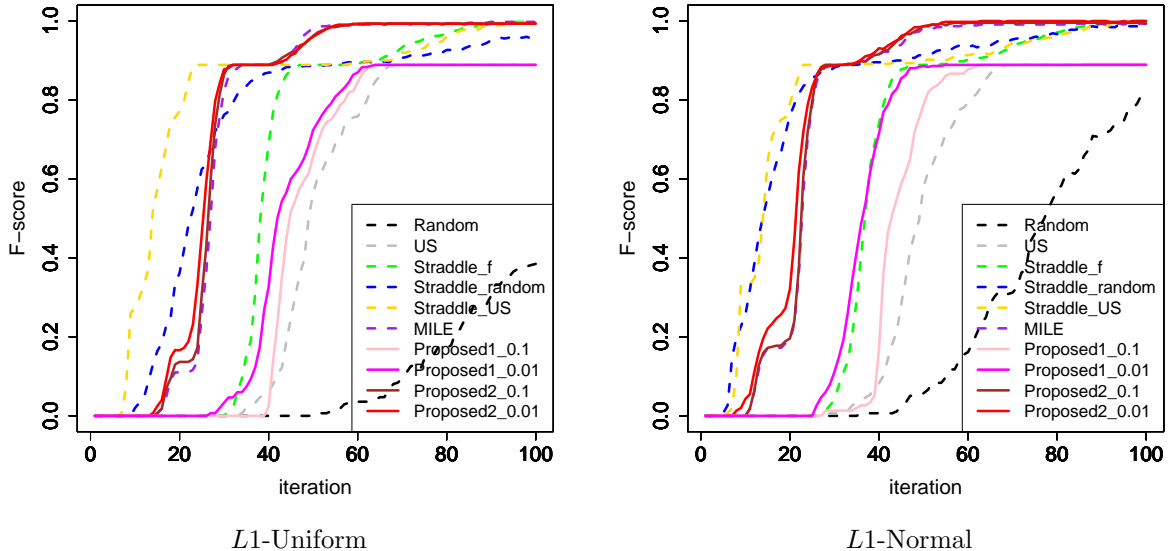 F−score
0.0 0.2 0.4 0.6 0.8 1.0
Random
US
Straddle_f
Straddle_random
Straddle_US
MILE
Proposed1_0.1
Proposed1_0.01
Proposed2_0.1
Proposed2_0.01
0 20 40 60 80 100
iteration
L1-Uniform
F−score
0.0 0.2 0.4 0.6 0.8 1.0
Random
US
Straddle_f
Straddle_random
Straddle_US
MILE
Proposed1_0.1
Proposed1_0.01
Proposed2_0.1
Proposed2_0.01
0 20 40 60 80 100
iteration
L1-Normal